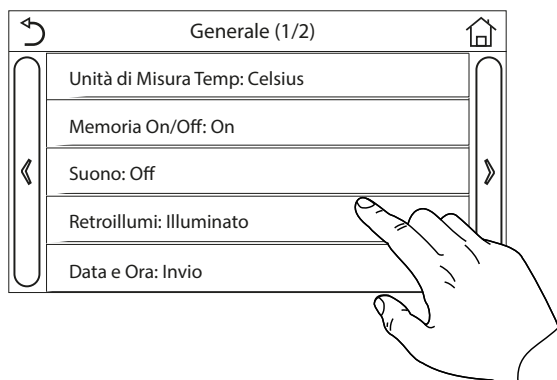 Generale (1/2)
Unità di Misura Temp: Celsius
Memoria On/Off: On
Suono: Off
Retroillumi: Illuminato
Data e Ora: Invio